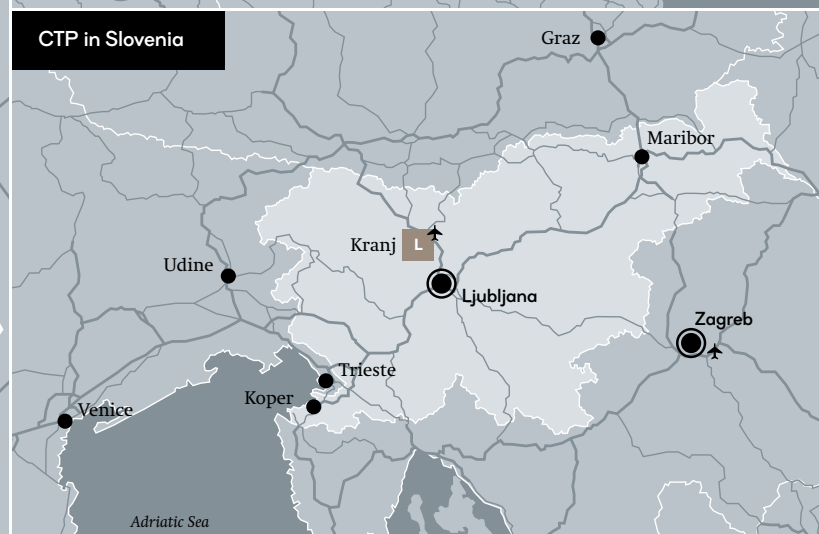 CTP in Slovenia
Graz
Maribor
Kranj
L
Udine
Ljubljana
Zagreb
Trieste
Koper
Venice
Adriatic Sea